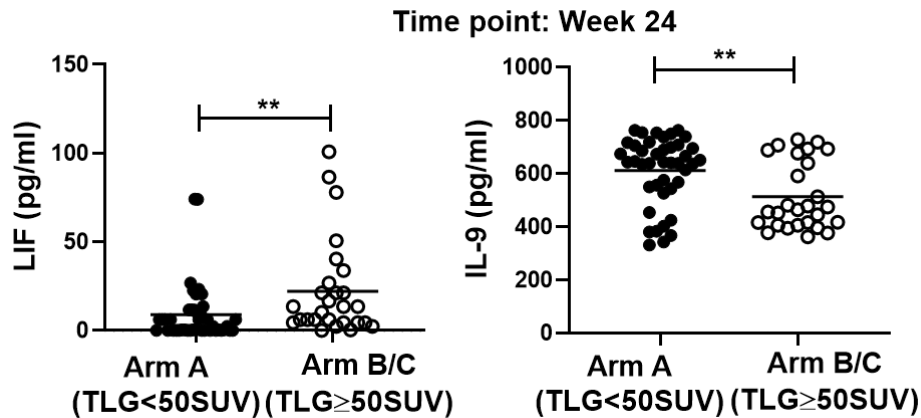 Time point: Week 24
LIF (pg/ml)
150
100
50
0
**
Arm A
(TLG<50SUV)
Arm B/C
(TLG≥50SUV)
IL-9 (pg/ml)
1000
800
600
400
200
0
**
Arm A
(TLG<50SUV)
Arm B/C
(TLG≥50SUV)